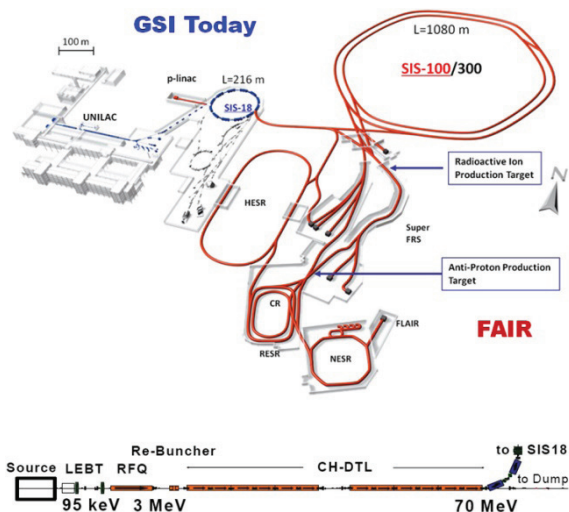 GSI Today
100 m
L=1080 m
p-linac
L=216 m
SIS-100/300
UNILAC
SIS-18
Radioactive Ion
Production Target
HESR
Z
Super
FRS
Anti-Proton Production
Target
CR
FLAIR
FAIR
RESR
NESR
Re-Buncher
to SIS18
Source LEBT RFQ CH-DTL
to Dump
95 keV 3 MeV 70 MeV